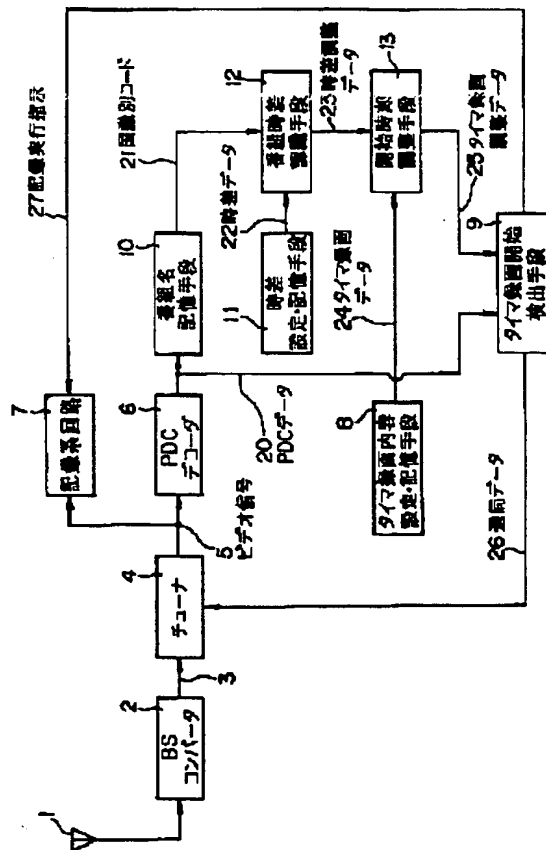 1
2
BS
コンバータ
3
4
チューナ
5
ビデオ信号
6
PDC
デコーダ
7
記録系回路
27記録実行指示
10
番組名
記憶手段
21国識別コード
20
PDCデータ
11
時差
設定・記憶手段
22時差データ
12
番組時差
認識手段
23時差調整
データ
8
タイマ録画内容
設定・記憶手段
24タイマ録画
データ
13
開始時刻
調整手段
25タイマ録画
調整データ
9
タイマ録画開始
検出手段
26選局データ